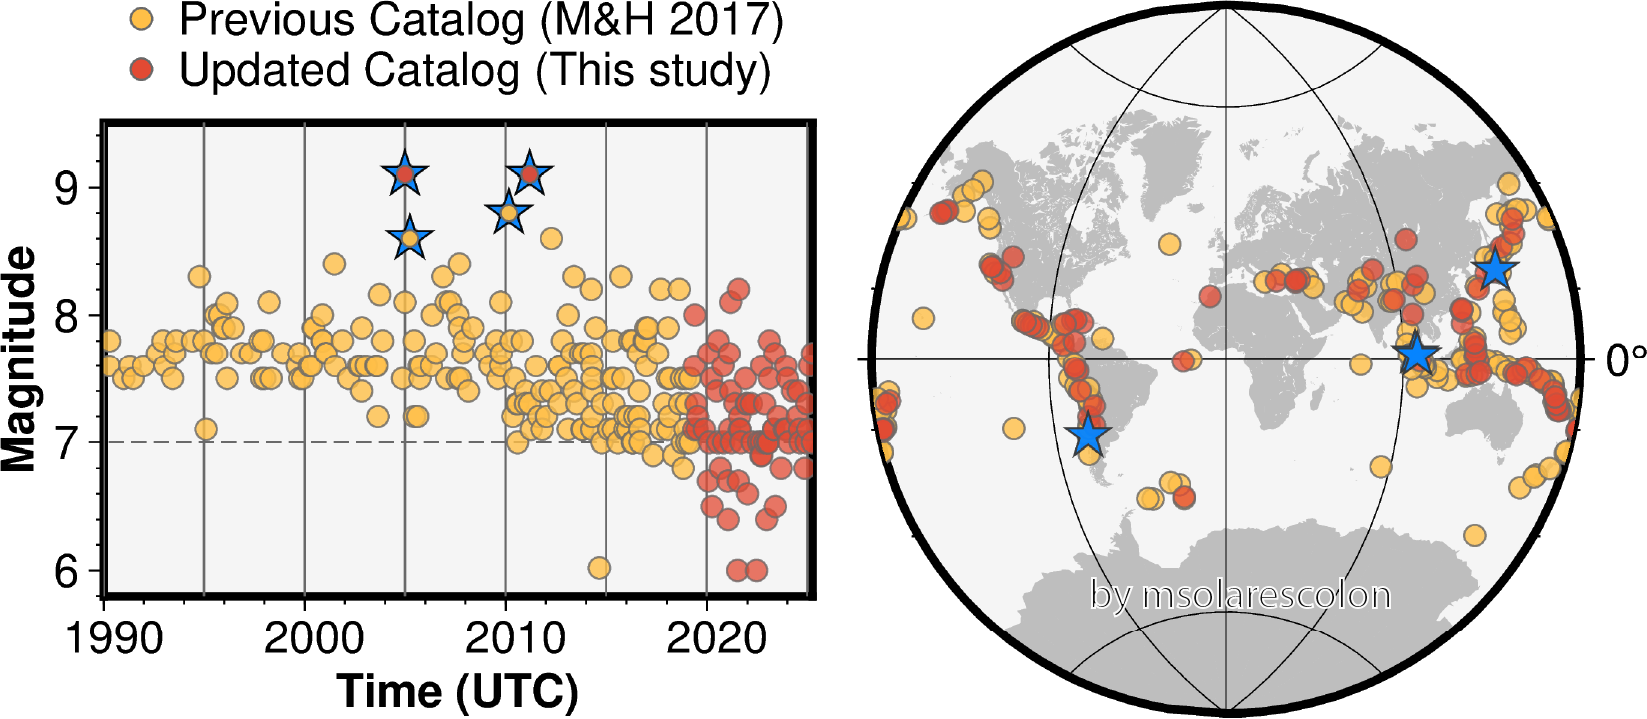 Previous Catalog (M&H 2017)
Updated Catalog (This study)
Magnitude
9
8
7
6
1990
2000
2010
2020
Time (UTC)
0°
by msolarescolon